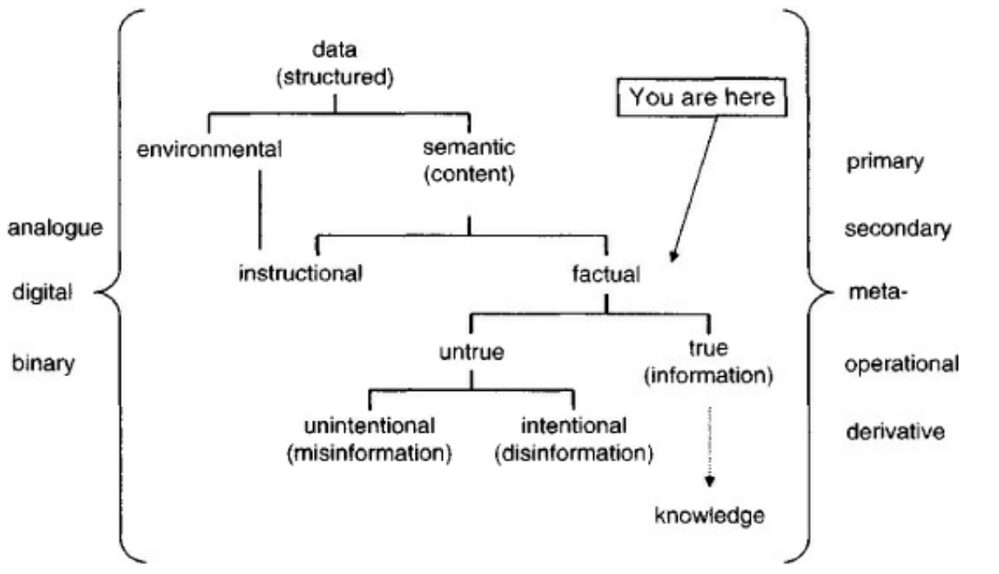 data
(structured)
You are here
environmental
semantic
(content)
primary
analogue
secondary
instructional
factual
digital
meta-
binary
untrue
true
(information)
operational
unintentional
(misinformation)
intentional
(disinformation)
derivative
knowledge